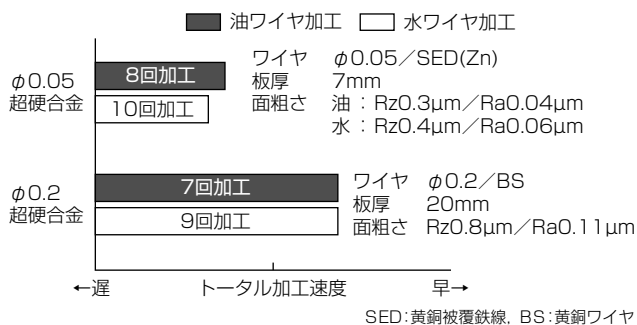 油ワイヤ加工 水ワイヤ加工
φ0.05
超硬合金
8回加工
10回加工
ワイヤ φ0.05／SED(Zn)
板厚 7mm
面粗さ 油：Rz0.3μm／Ra0.04μm
水：Rz0.4μm／Ra0.06μm
φ0.2
超硬合金
7回加工
9回加工
ワイヤ φ0.2／BS
板厚 20mm
面粗さ Rz0.8μm／Ra0.11μm
←遅 トータル加工速度 早→
SED：黄銅被覆鉄線，BS：黄銅ワイヤ